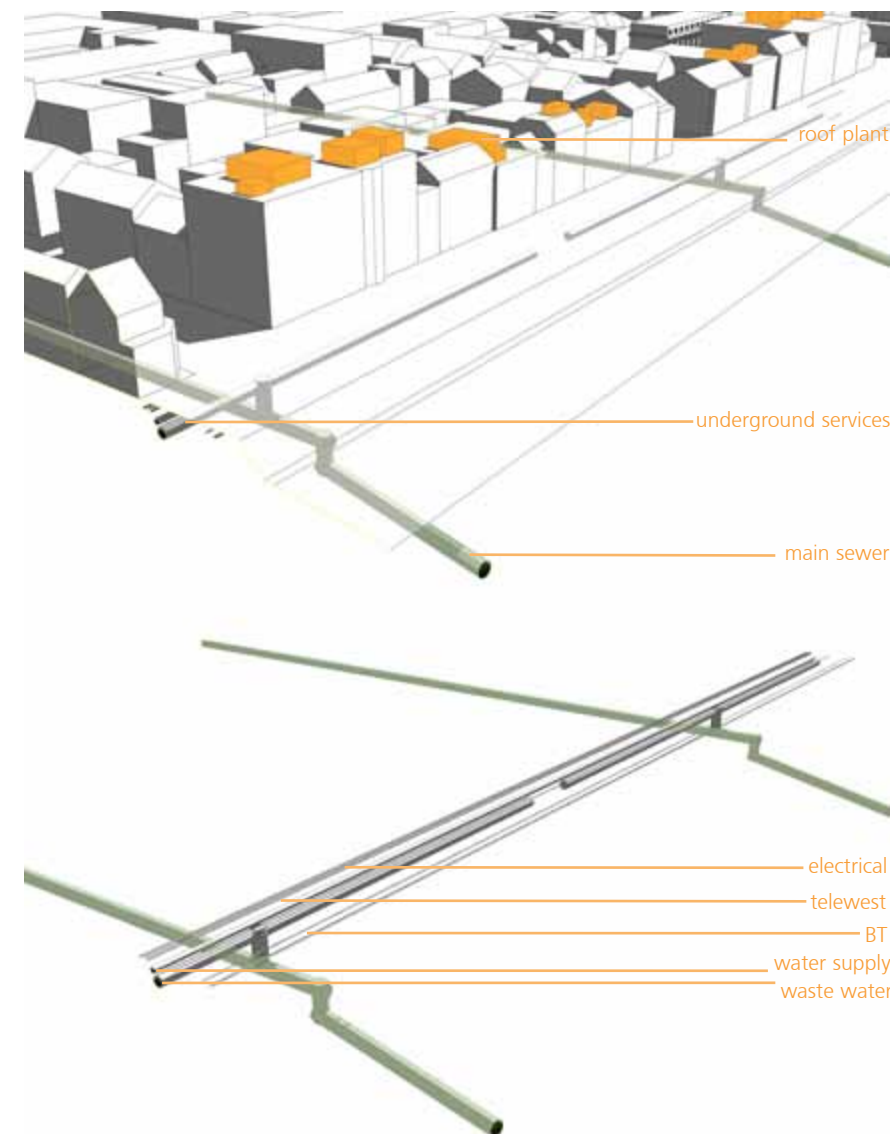 roof plant
underground services
main sewer
electrical
telewest
BT
water supply
waste water